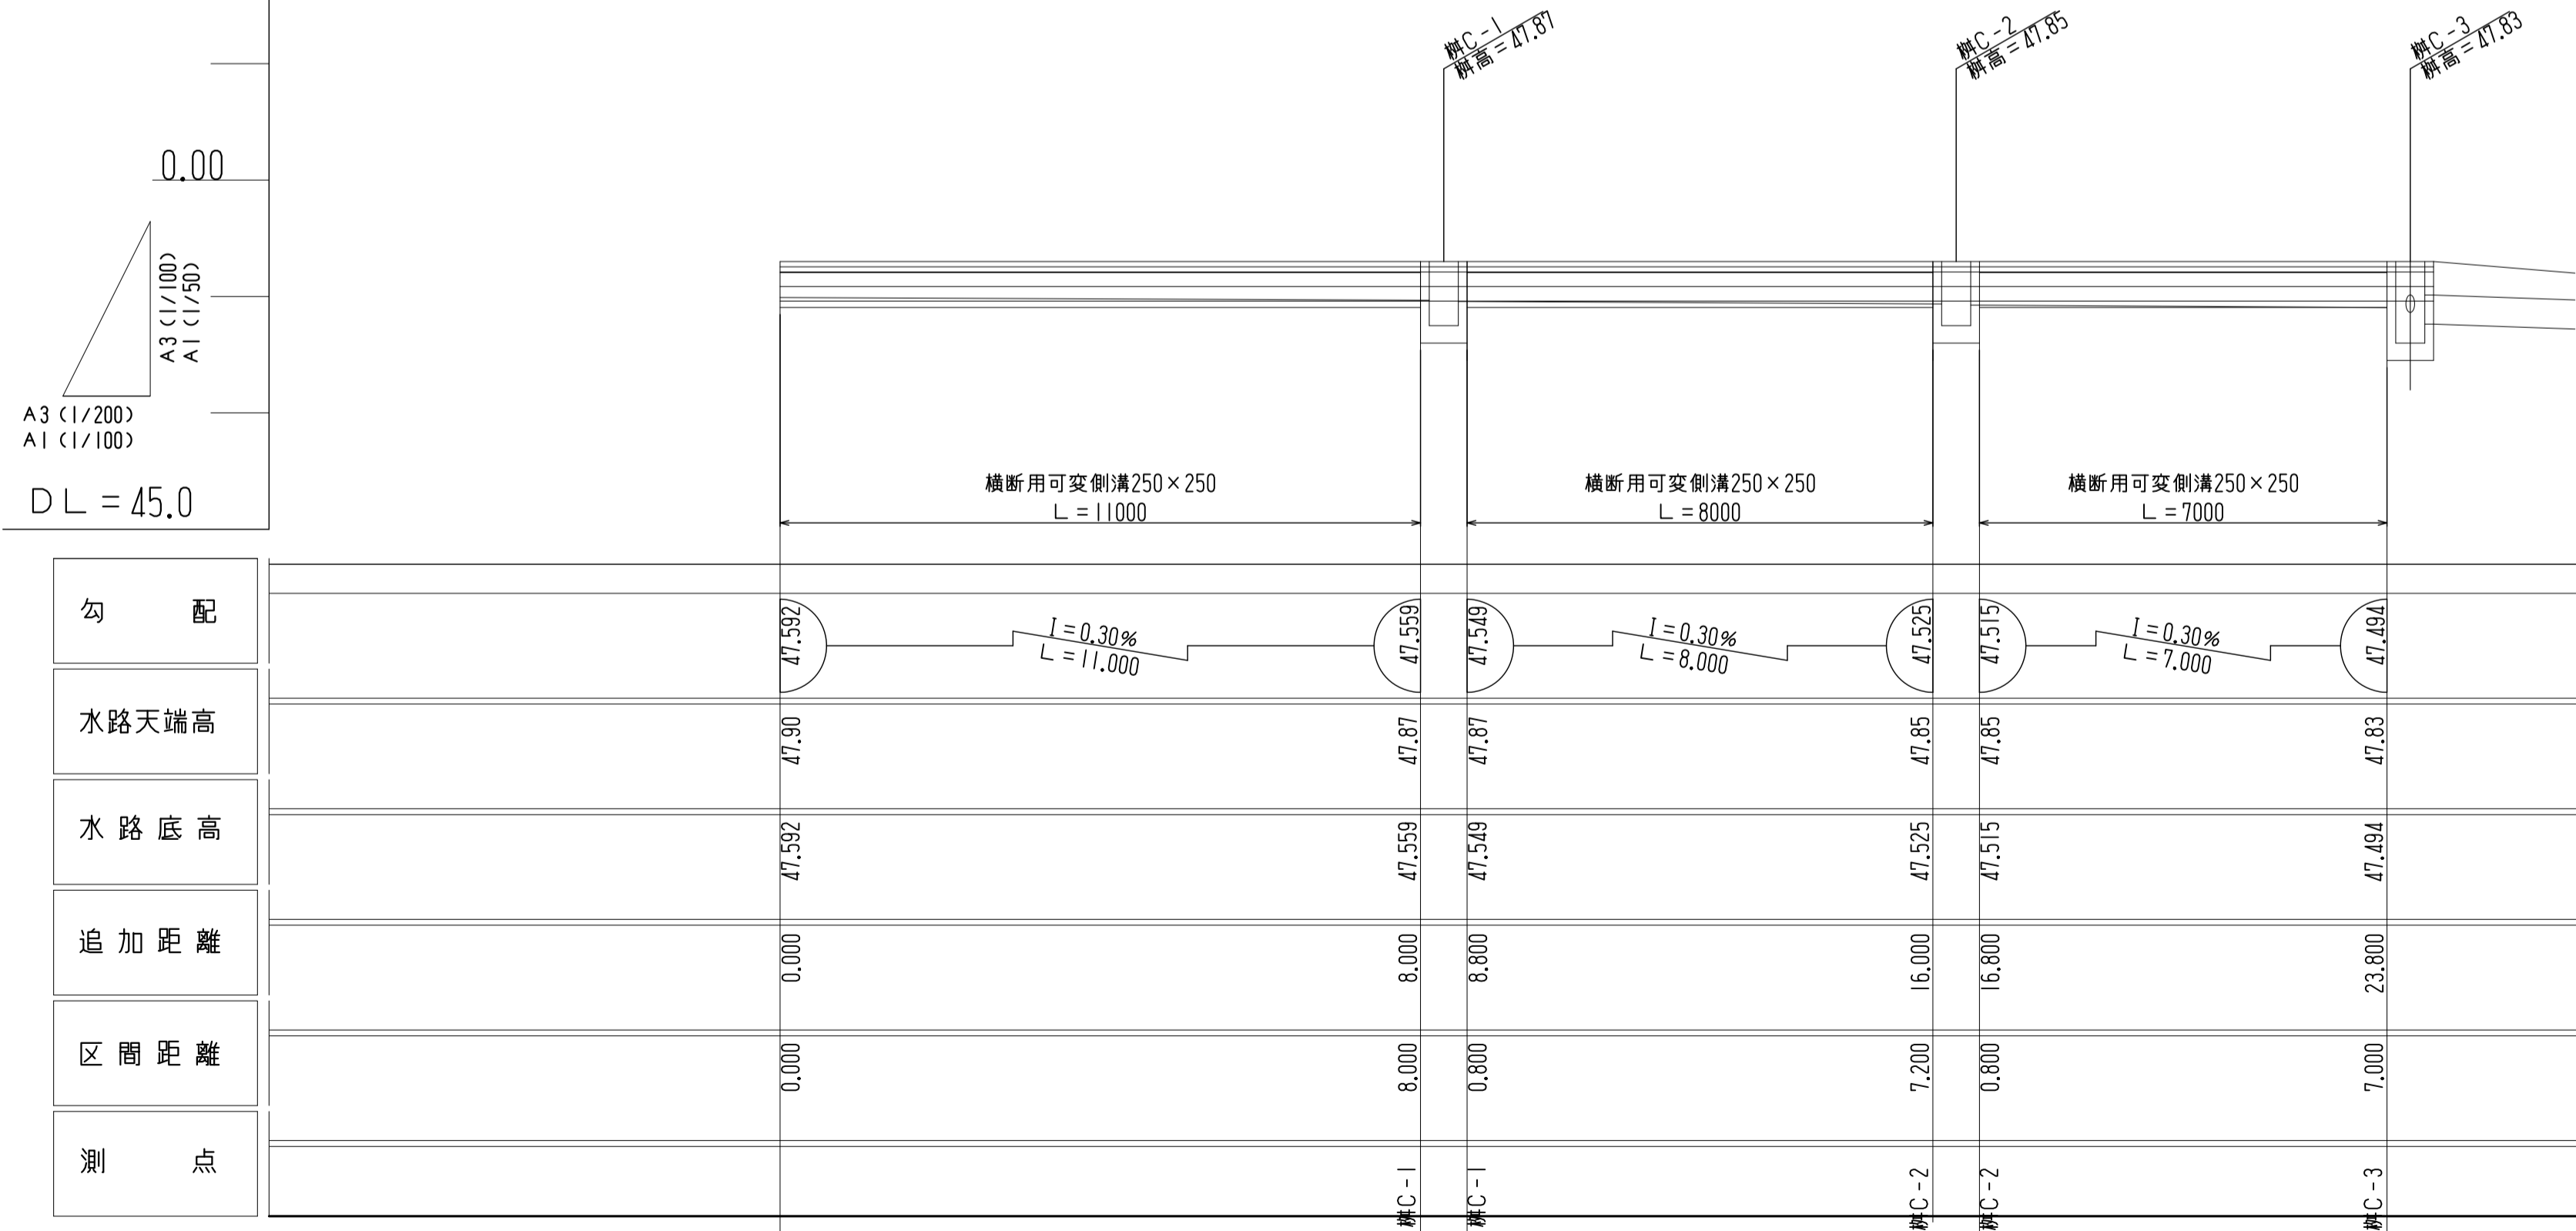 桝C-1
桝高=47.87
桝C-2
桝高=47.85
桝C-3
桝高=47.83
0.00
A3(1/100)
A1(1/50)
A3(1/200)
A1(1/100)
DL=45.0
横断用可変側溝250×250
L=11000
横断用可変側溝250×250
L=8000
横断用可変側溝250×250
L=7000
勾配
47.592
I=0.30%
L=11.000
47.559
47.549
I=0.30%
L=8.000
47.525
47.515
I=0.30%
L=7.000
47.494
水路天端高
47.90
47.87
47.87
47.85
47.85
47.83
水路底高
47.592
47.559
47.549
47.525
47.515
47.494
追加距離
0.000
8.000
8.800
16.000
16.800
23.800
区間距離
0.000
8.000
0.800
7.200
0.800
7.000
測点
桝C-1
桝C-1
桝C-2
桝C-2
桝C-3